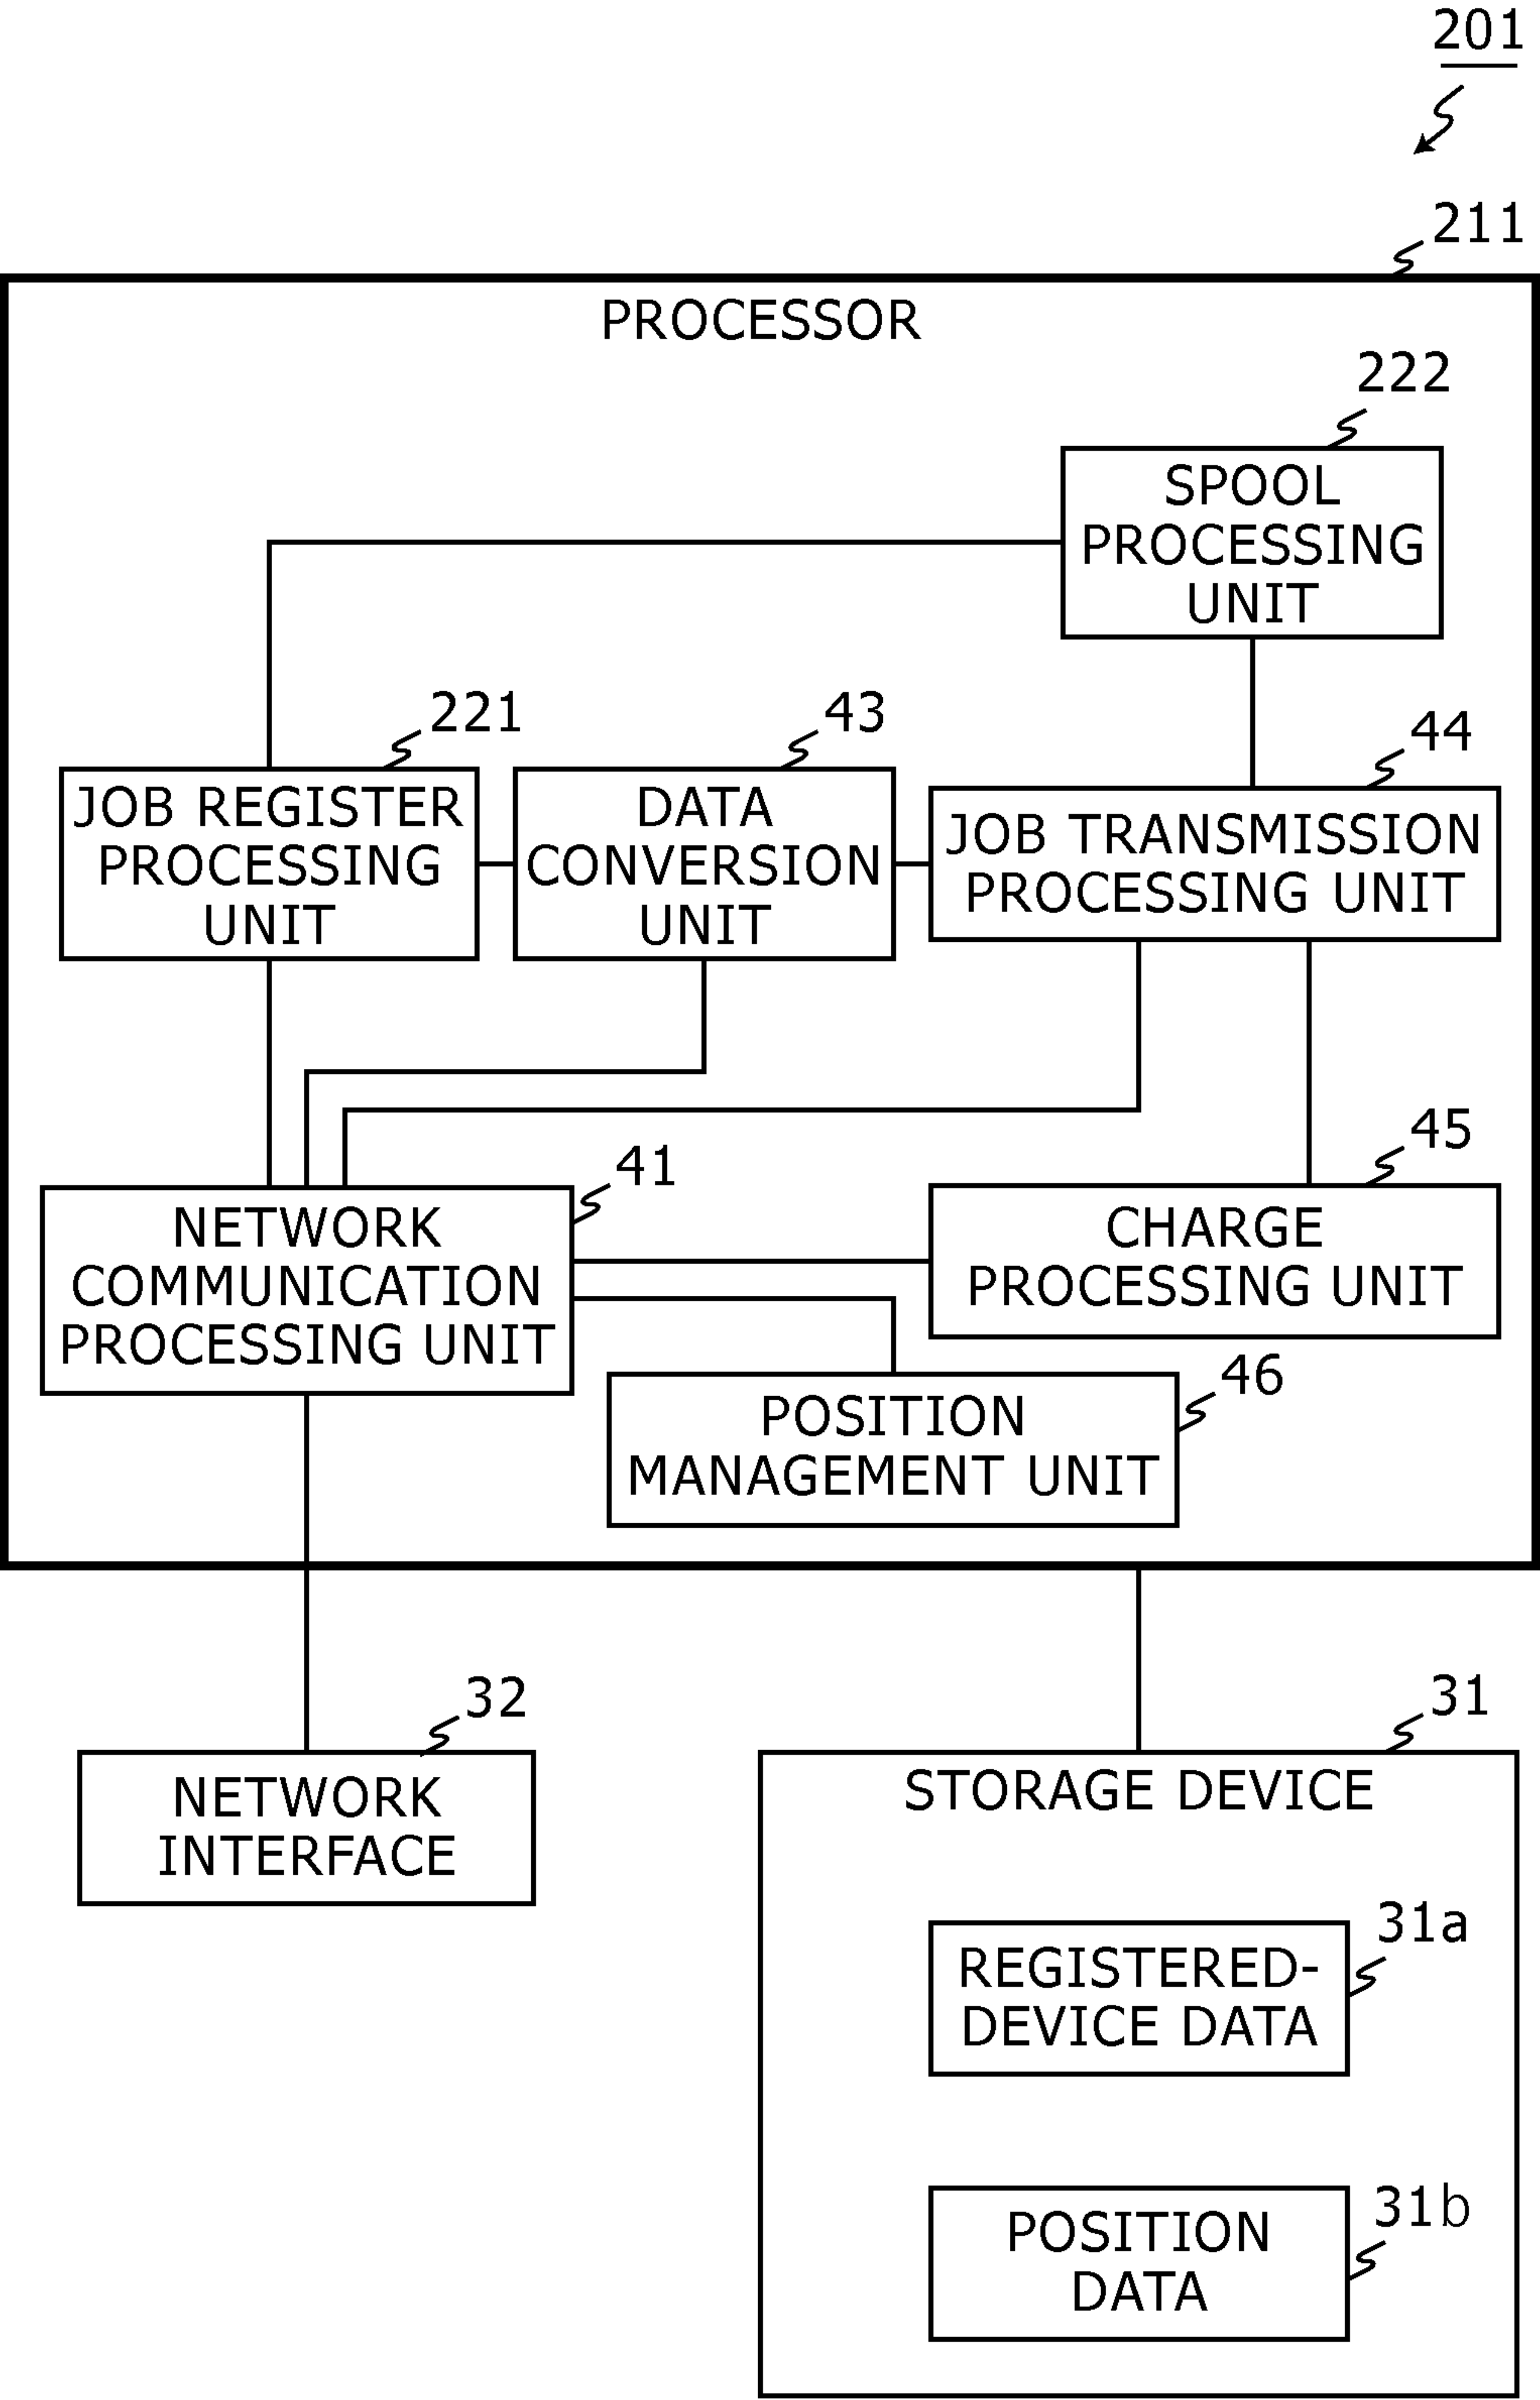 201
211
PROCESSOR
222
SPOOL
PROCESSING
UNIT
221
JOB REGISTER
PROCESSING
UNIT
43
DATA
CONVERSION
UNIT
44
JOB TRANSMISSION
PROCESSING UNIT
41
NETWORK
COMMUNICATION
PROCESSING UNIT
45
CHARGE
PROCESSING UNIT
46
POSITION
MANAGEMENT UNIT
32
NETWORK
INTERFACE
31
STORAGE DEVICE
31a
REGISTERED-
DEVICE DATA
31b
POSITION
DATA